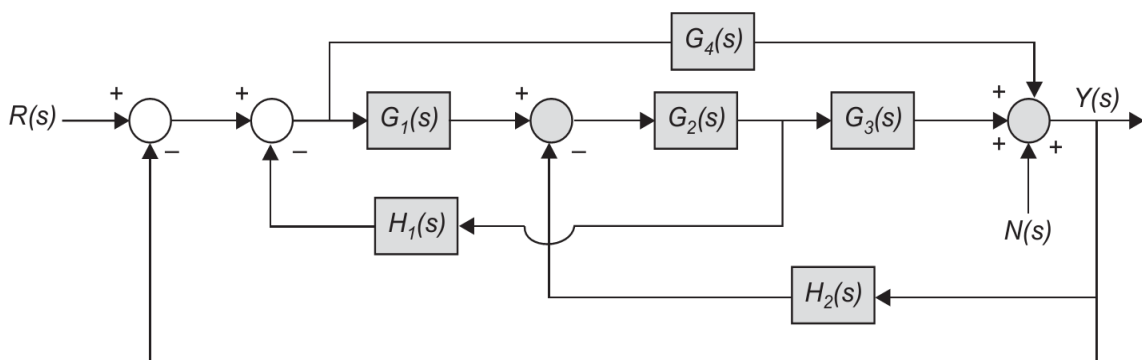 G4(s)
R(s)
+
−
+
−
G1(s)
+
−
G2(s)
G3(s)
+
+
+
Y(s)
H1(s)
N(s)
H2(s)